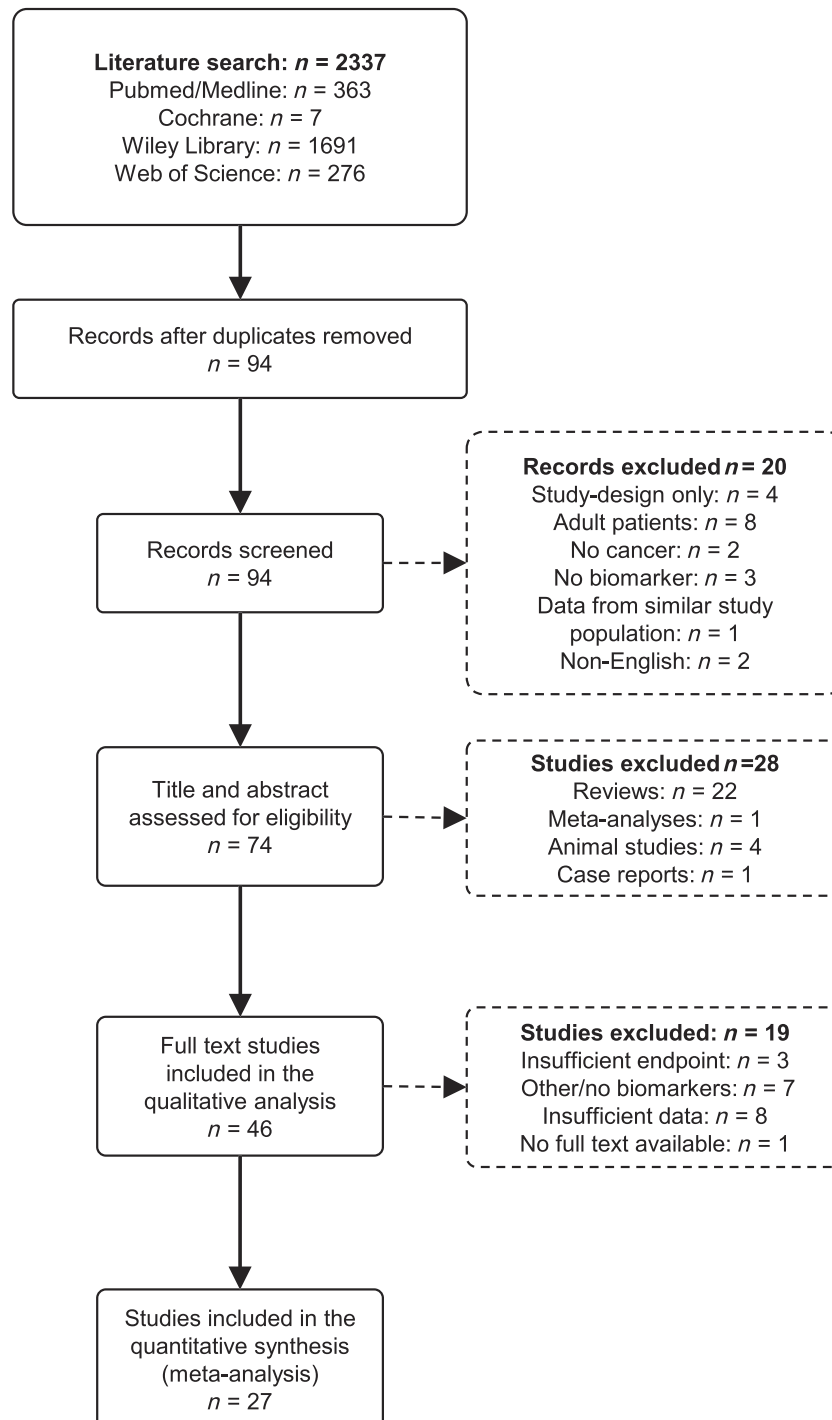 Literature search: n = 2337
Pubmed/Medline: n = 363
Cochrane: n = 7
Wiley Library: n = 1691
Web of Science: n = 276
Records after duplicates removed
n = 94
Records screened
n = 94
Records excluded n = 20
Study-design only: n = 4
Adult patients: n = 8
No cancer: n = 2
No biomarker: n = 3
Data from similar study
population: n = 1
Non-English: n = 2
Title and abstract
assessed for eligibility
n = 74
Studies excluded n =28
Reviews: n = 22
Meta-analyses: n = 1
Animal studies: n = 4
Case reports: n = 1
Full text studies
included in the
qualitative analysis
n = 46
Studies excluded: n = 19
Insufficient endpoint: n = 3
Other/no biomarkers: n = 7
Insufficient data: n = 8
No full text available: n = 1
Studies included in the
quantitative synthesis
(meta-analysis)
n = 27